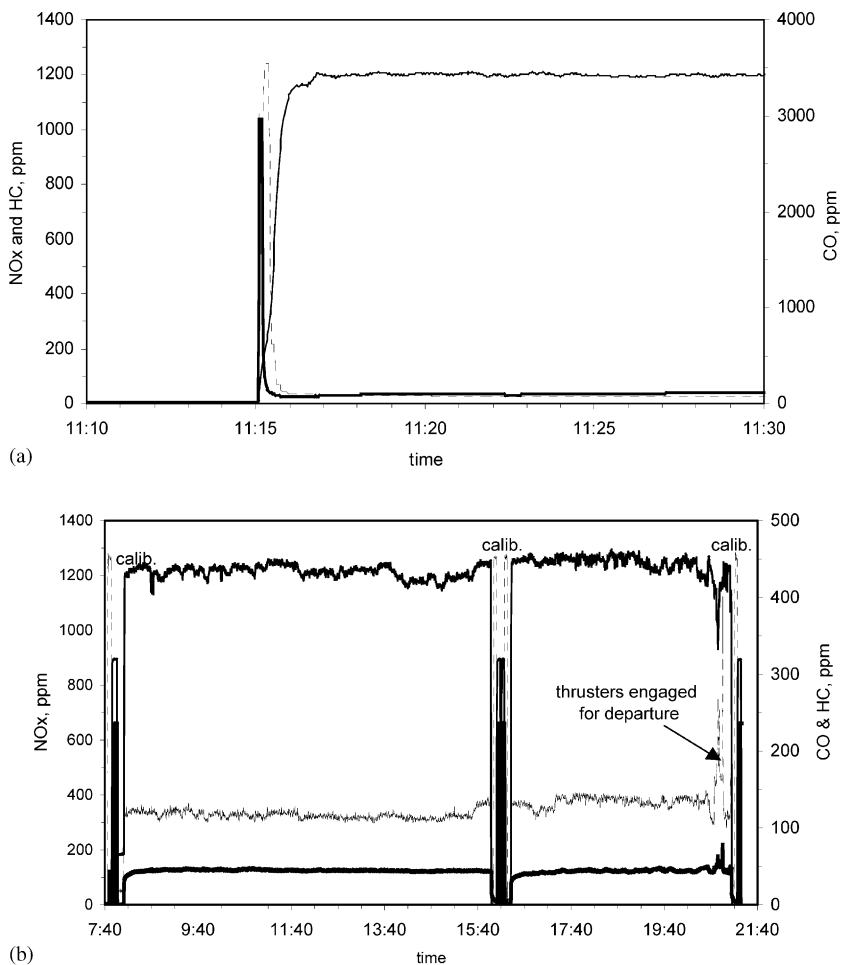 1400
1200
1000
800
600
400
200
0
NOx and HC, ppm
4000
3000
2000
1000
0
CO, ppm
11:10 11:15 11:20 11:25 11:30
time
(a)
1400
1200
1000
800
600
400
200
0
NOx, ppm
500
400
300
200
100
0
CO & HC, ppm
calib. calib. calib.
thrusters engaged
for departure
7:40 9:40 11:40 13:40 15:40 17:40 19:40 21:40
time
(b)